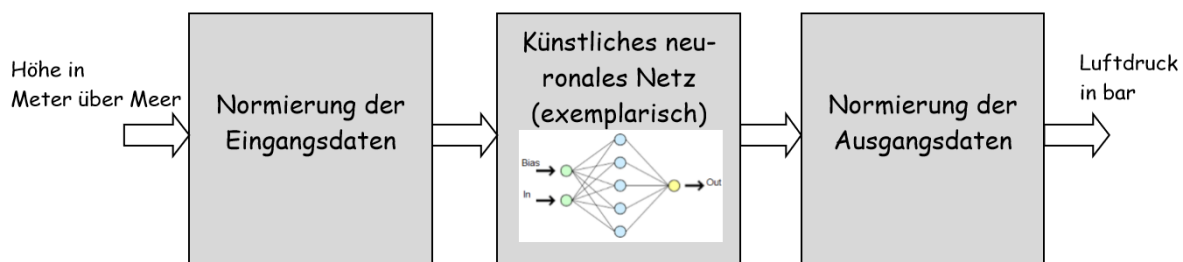 Höhe in
Meter über Meer
Normierung der
Eingangsdaten
Künstliches neu-
ronales Netz
(exemplarisch)
Bias
In
Out
Normierung der
Ausgangsdaten
Luftdruck
in bar